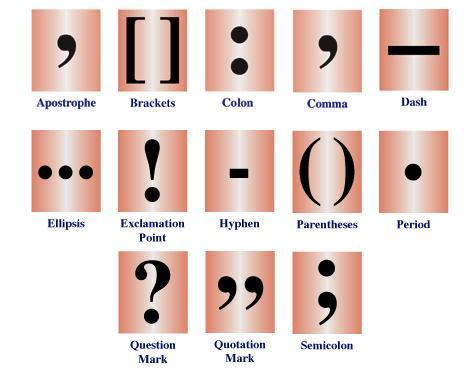 ’ [ ] : , —
Apostrophe Brackets Colon Comma Dash
... ! - ( ) .
Ellipsis Exclamation Point Hyphen Parentheses Period
? ” ;
Question Mark Quotation Mark Semicolon